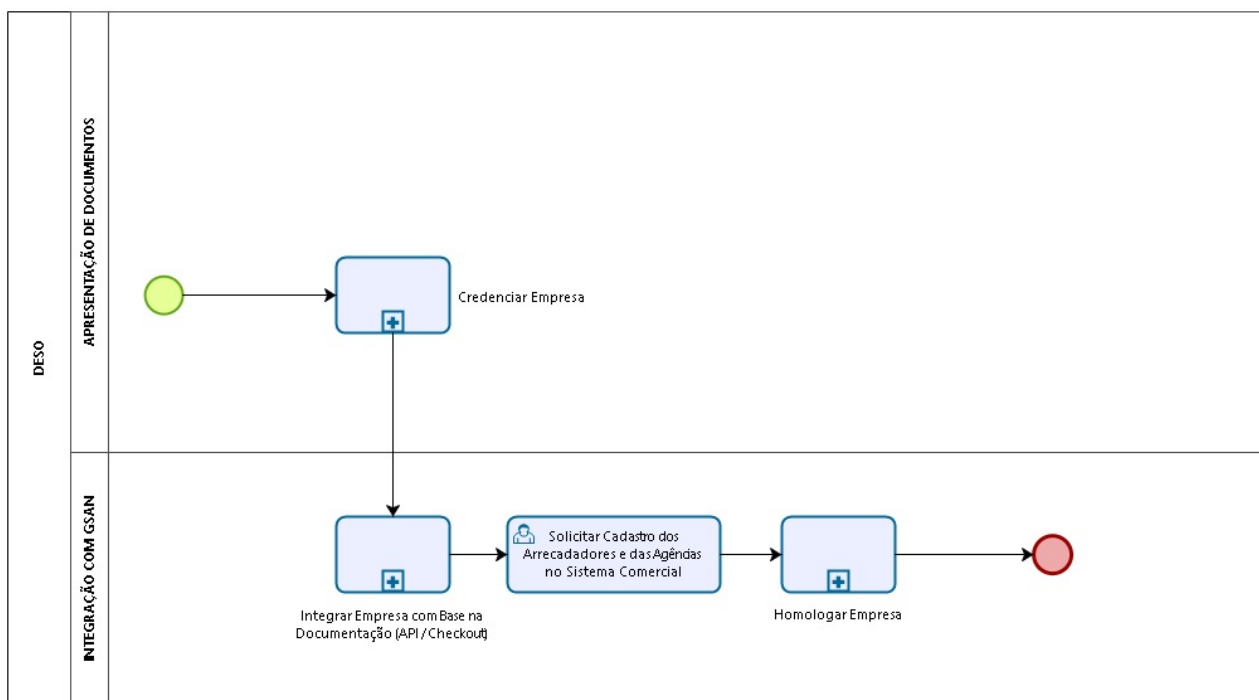 DESO
APRESENTAÇÃO DE DOCUMENTOS
Credenciar Empresa
INTEGRAÇÃO COM GSAN
Integrar Empresa com Base na
Documentação (API / Checkout)
Solicitar Cadastro dos
Arrecadadores e das Agências
no Sistema Comercial
Homologar Empresa